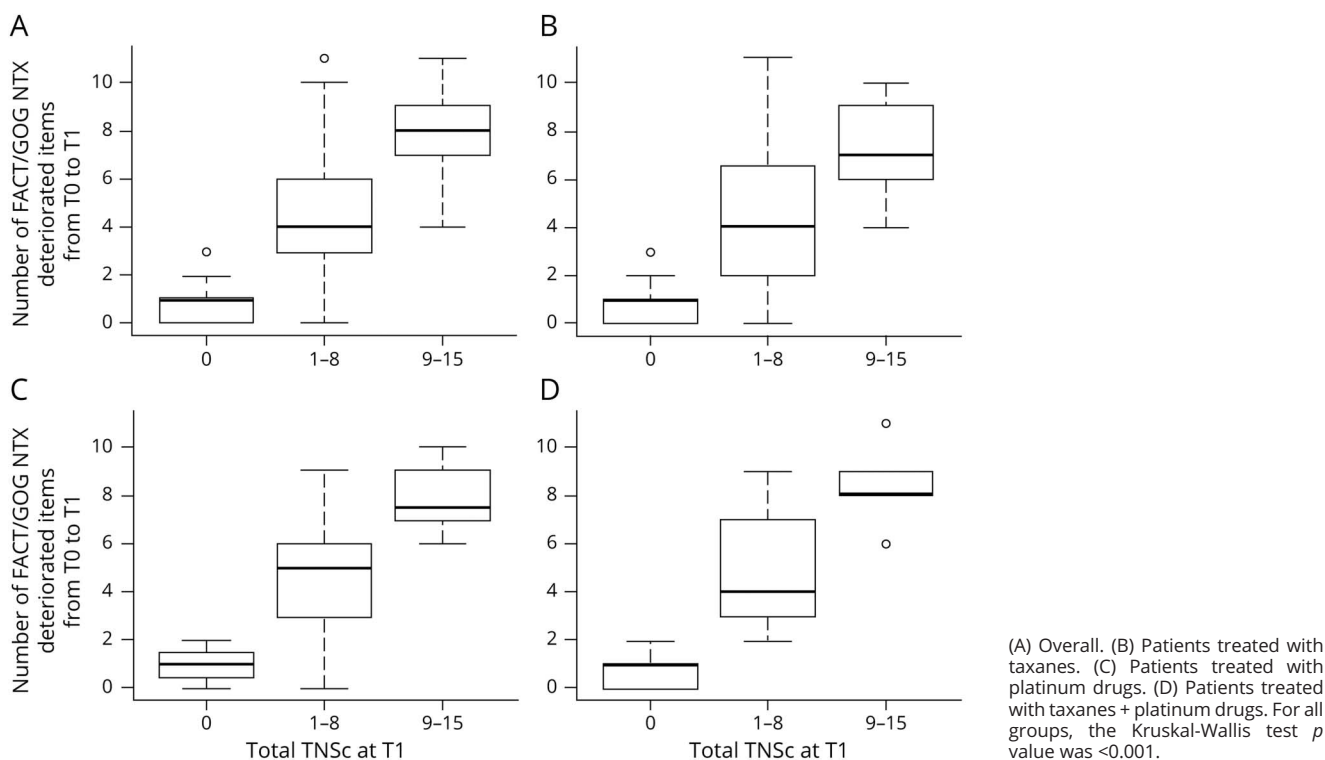 A
Number of FACT/GOG NTX
deteriorated items
from T0 to T1
10
8
6
4
2
0
0
1–8
9–15
B
10
8
6
4
2
0
0
1–8
9–15
C
Number of FACT/GOG NTX
deteriorated items
from T0 to T1
10
8
6
4
2
0
0
1–8
9–15
Total TNSc at T1
D
10
8
6
4
2
0
0
1–8
9–15
Total TNSc at T1
(A) Overall. (B) Patients treated with
taxanes. (C) Patients treated with
platinum drugs. (D) Patients treated
with taxanes + platinum drugs. For all
groups, the Kruskal-Wallis test p
value was <0.001.